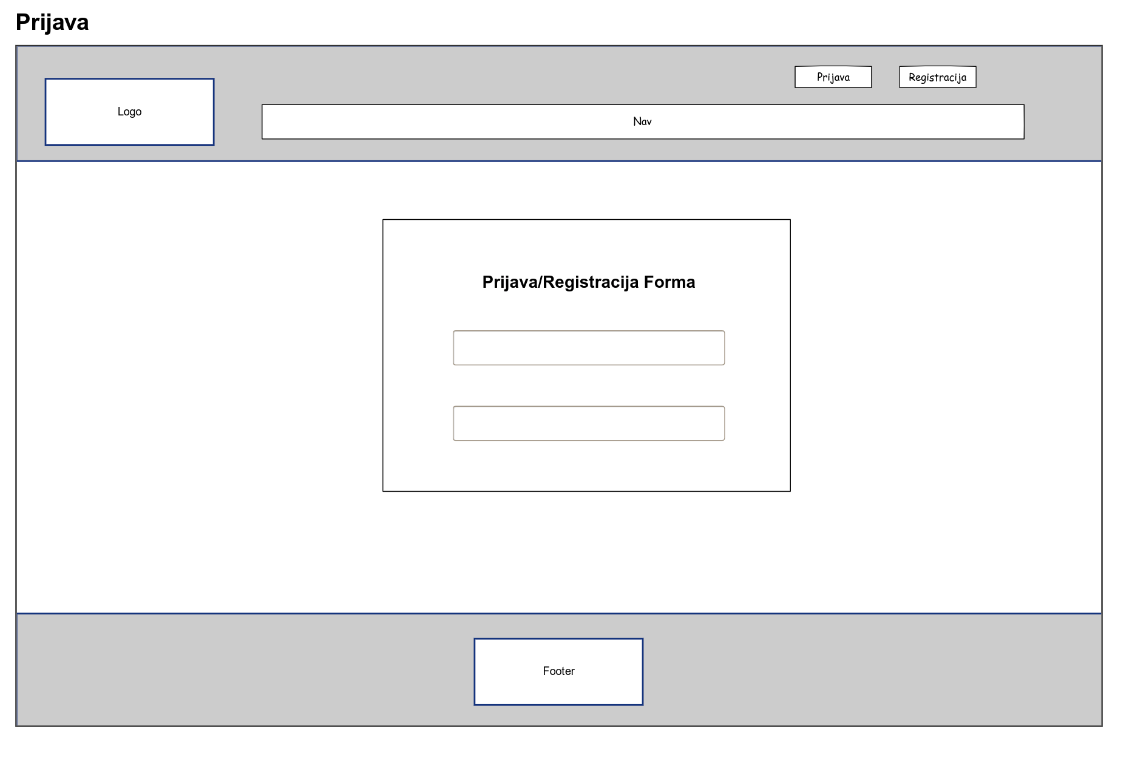 Prijava
Prijava
Registracija
Logo
Nav
Prijava/Registracija Forma
Footer